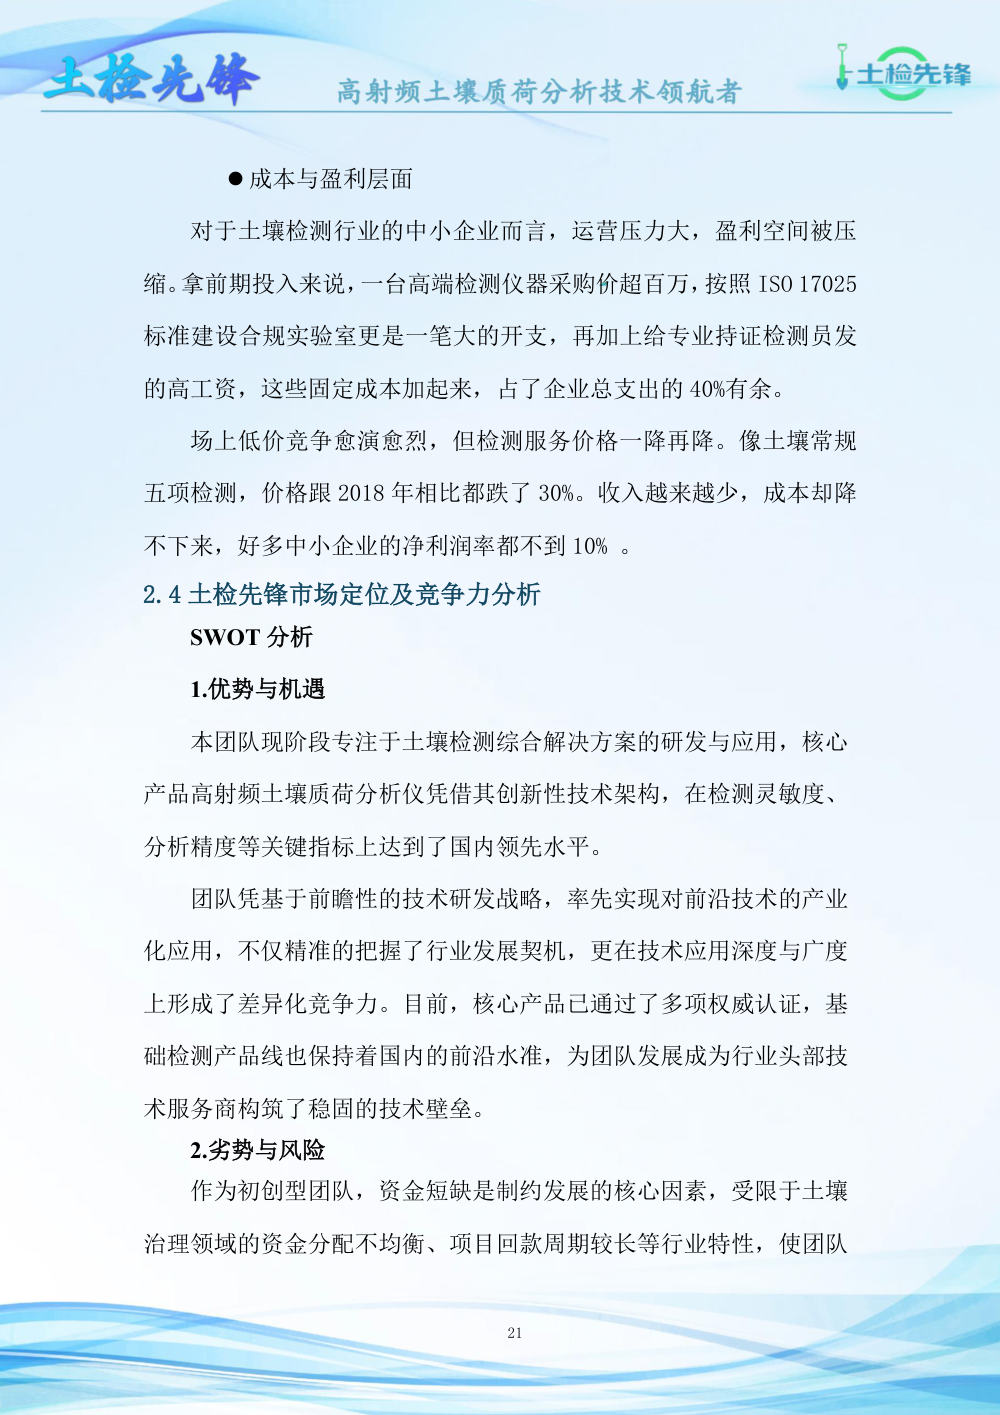 土检先锋
高射频土壤质荷分析技术领航者
土检先锋
●成本与盈利层面
对于土壤检测行业的中小企业而言，运营压力大，盈利空间被压
缩。拿前期投入来说，一台高端检测仪器采购价超百万，按照 ISO 17025
标准建设合规实验室更是一笔大的开支，再加上给专业持证检测员发
的高工资，这些固定成本加起来，占了企业总支出的 40%有余。
场上低价竞争愈演愈烈，但检测服务价格一降再降。像土壤常规
五项检测，价格跟 2018 年相比都跌了 30%。收入越来越少，成本却降
不下来，好多中小企业的净利润率都不到 10% 。
2.4 土检先锋市场定位及竞争力分析
SWOT 分析
1.优势与机遇
本团队现阶段专注于土壤检测综合解决方案的研发与应用，核心
产品高射频土壤质荷分析仪凭借其创新性技术架构，在检测灵敏度、
分析精度等关键指标上达到了国内领先水平。
团队凭基于前瞻性的技术研发战略，率先实现对前沿技术的产业
化应用，不仅精准的把握了行业发展契机，更在技术应用深度与广度
上形成了差异化竞争力。目前，核心产品已通过了多项权威认证，基
础检测产品线也保持着国内的前沿水准，为团队发展成为行业头部技
术服务商构筑了稳固的技术壁垒。
2.劣势与风险
作为初创型团队，资金短缺是制约发展的核心因素，受限于土壤
治理领域的资金分配不均衡、项目回款周期较长等行业特性，使团队
21